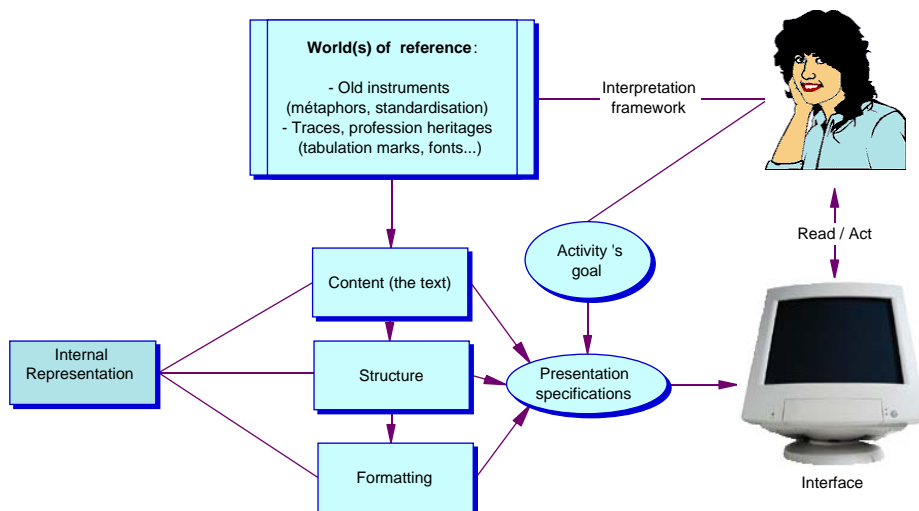 World(s) of reference:
- Old instruments
(métaphors, standardisation)
- Traces, profession heritages
(tabulation marks, fonts...)
Interpretation
framework
Read / Act
Activity 's
goal
Content (the text)
Internal
Representation
Structure
Presentation
specifications
Formatting
Interface